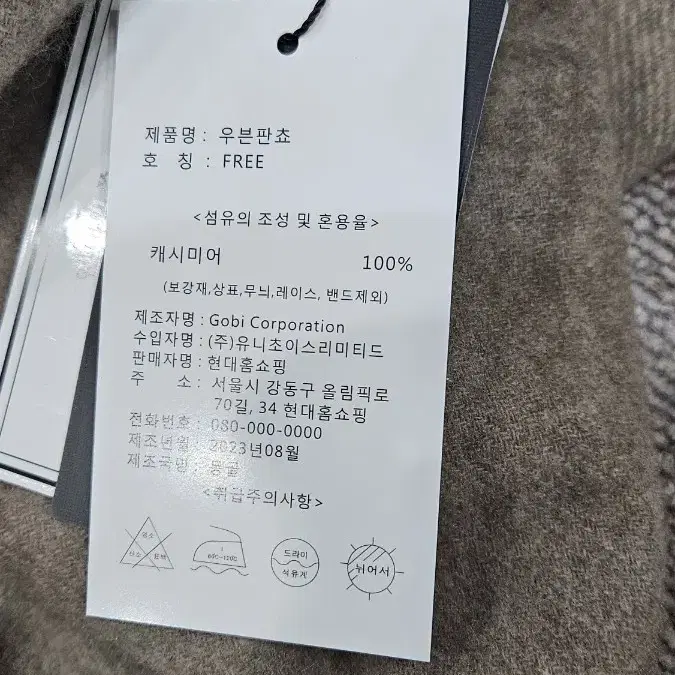 제품명 : 우븐판쵸
호 칭 : FREE
<섬유의 조성 및 혼용율>
캐시미어 100%
(보강재,상표,무늬,레이스, 밴드제외)
제조자명 : Gobi Corporation
수입자명 : (주)유니초이스리미티드
판매자명 : 현대홈쇼핑
주 소 : 서울시 강동구 올림픽로
70길, 34 현대홈쇼핑
전화번호 : 080-000-0000
제조년월 : 2023년08월
제조국명 : 몽골
<취급주의사항>
염소
산소 표백
드라이
석유계
뉘어서